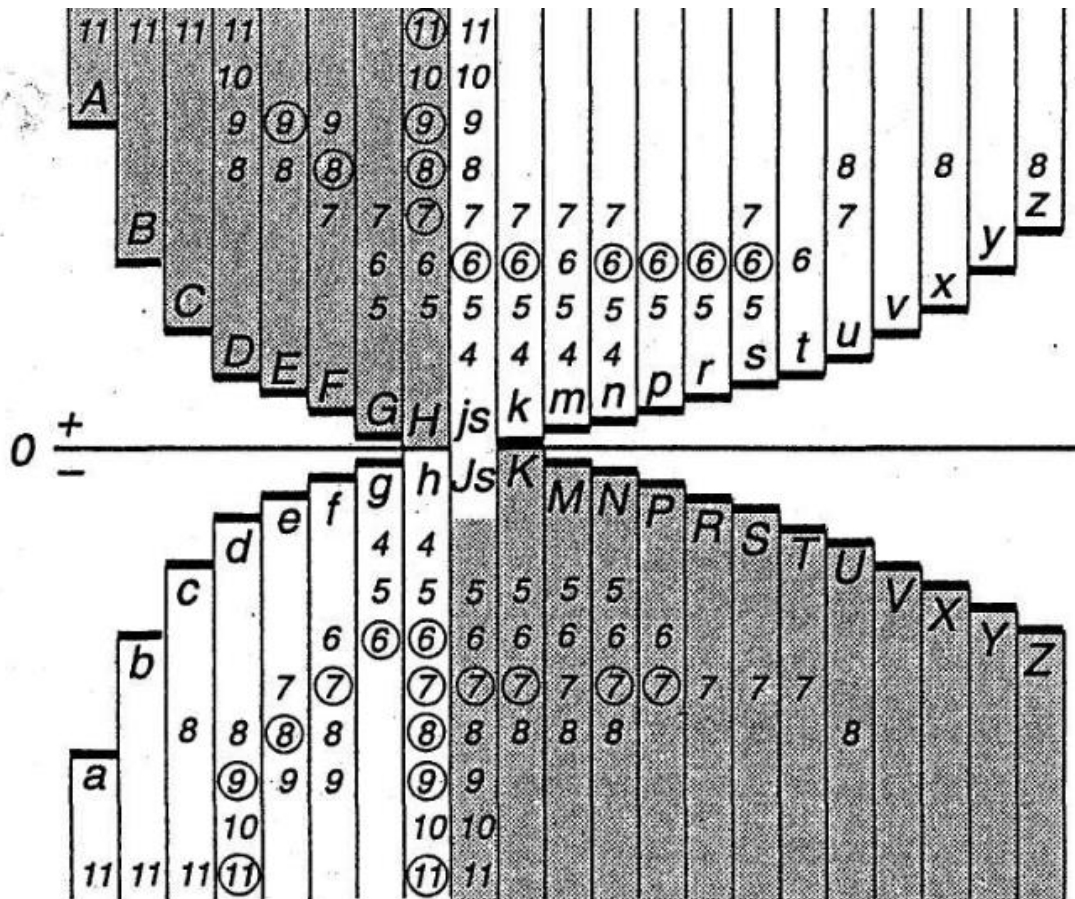 11 11 11 11 11 11
10 10 10
A 9 9 9 9 9
8 8 8 8 8 8 8 8
B 7 7 7 7 7 7 7 7 7 z
6 6 6 6 6 6 6 6 6 6 y
C 5 5 5 5 5 5 5 5 5 v x
D 4 4 4 4 s t u
E F G H js k m n p r
+
0
−
g h Js K M N P R S T U V X Y Z
a b c d e f
4 4
5 5 5 5 5 5
6 6 6 6 6 6 6 6
7 7 7 7 7 7 7 7 7 7 7
8 8 8 8 8 8 8 8 8 8
9 9 9 9 9
10 10 10
11 11 11 11 11 11